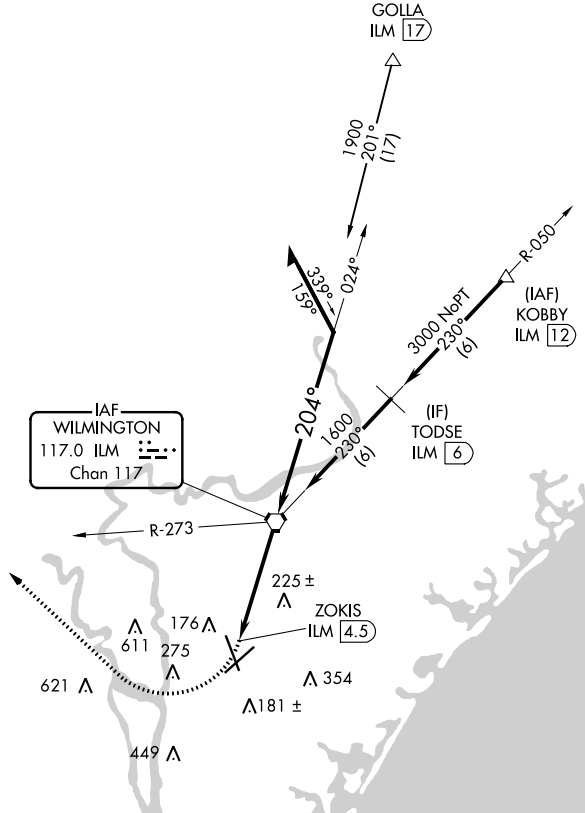 GOLLA
ILM 17
1900
201°
(17)
R-050
339°
159°
024°
(IAF)
KOBBY
ILM 12
3000 NoPT
230°
(6)
204°
(IF)
TODSE
ILM 6
1600
230°
(6)
IAF
WILMINGTON
117.0 ILM
Chan 117
R-273
225 ±
ZOKIS
ILM 4.5
176
611
275
354
621
181 ±
449